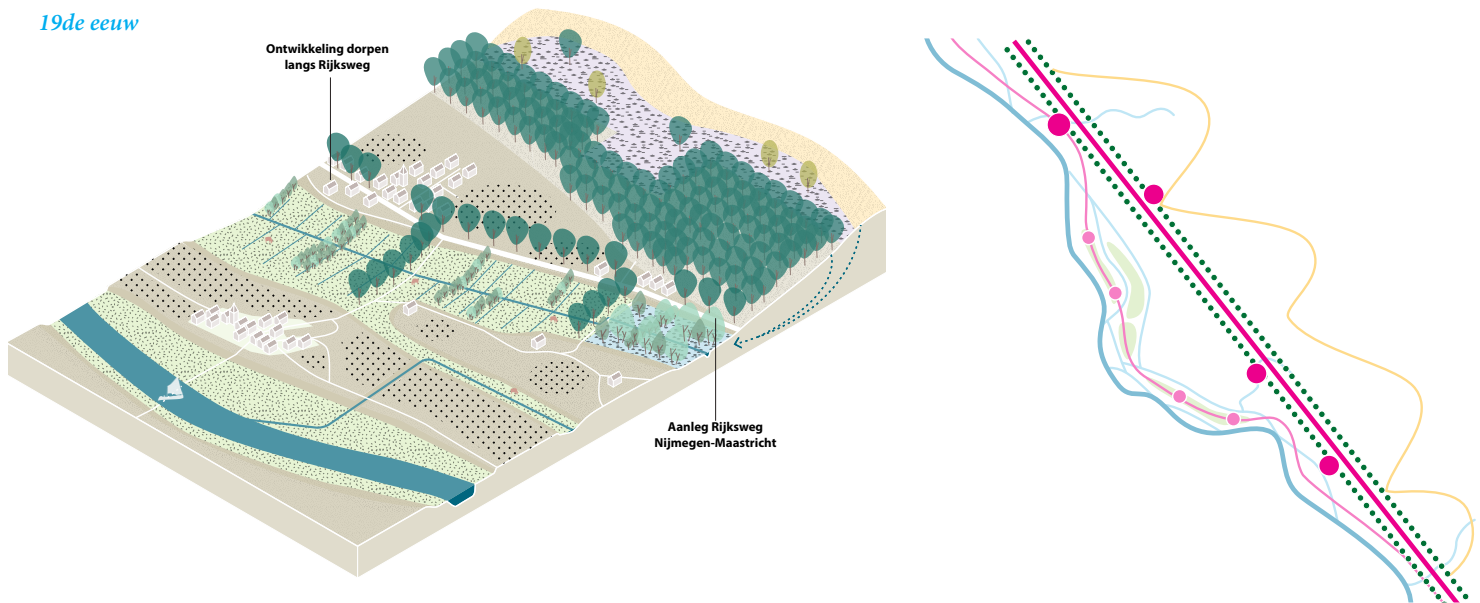 19de eeuw
Ontwikkeling dorpen
langs Rijksweg
Aanleg Rijksweg
Nijmegen-Maastricht